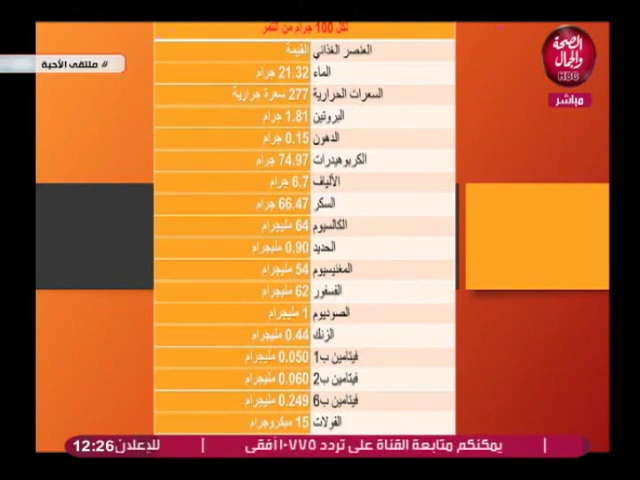 لكل 100 جرام من التمر
العنصر الغذائي القيمة
الماء 21.32 جرام
السعرات الحرارية 277 سعرة حرارية
البروتين 1.81 جرام
الدهون 0.15 جرام
الكربوهيدرات 74.97 جرام
الألياف 6.7 جرام
السكر 66.47 جرام
الكالسيوم 64 مليجرام
الحديد 0.90 مليجرام
المغنيسيوم 54 مليجرام
الفسفور 62 مليجرام
الصوديوم 1 مليجرام
الزنك 0.44 مليجرام
فيتامين ب1 0.050 مليجرام
فيتامين ب2 0.060 مليجرام
فيتامين ب6 0.249 مليجرام
الفولات 15 ميكروجرام
الصحة
والجمال
HBC
مباشر
# ملتقى الأحبة
يمكنكم متابعة القناة على تردد ١٠٧٧٥ أفقى | للإعلان 12:26